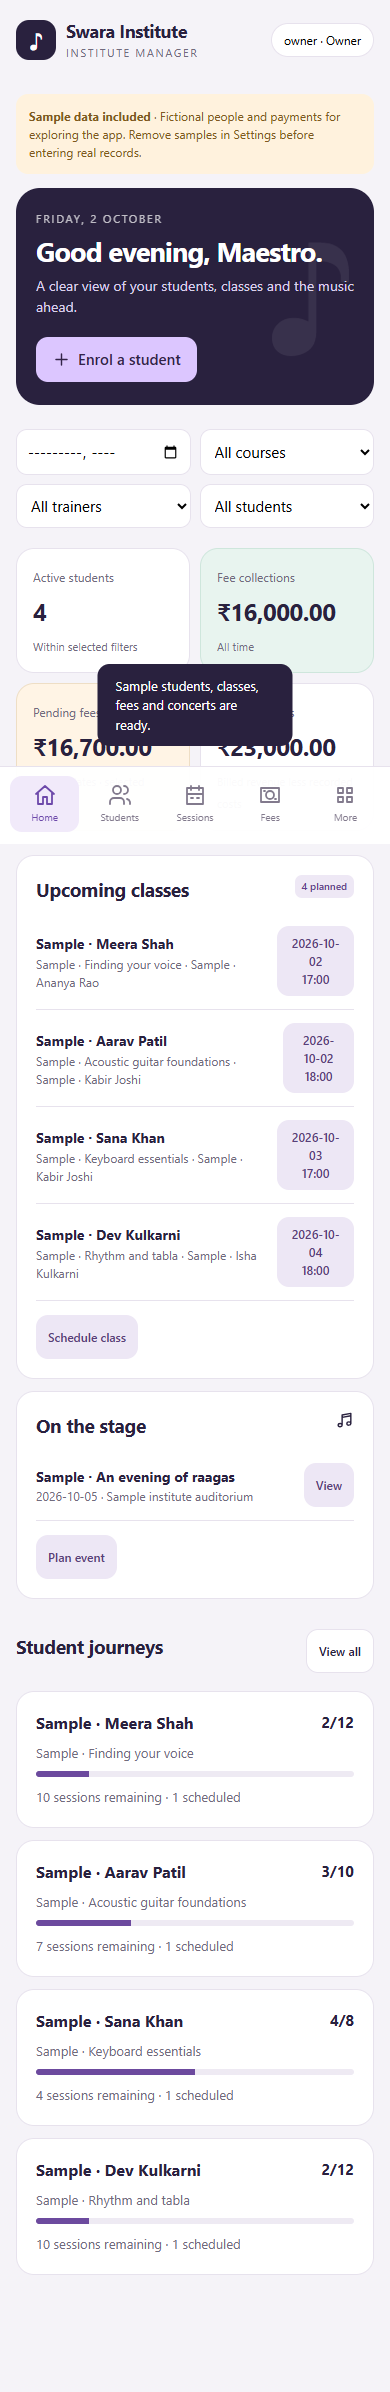 Swara Institute
INSTITUTE MANAGER
owner · Owner
Sample data included · Fictional people and payments for
exploring the app. Remove samples in Settings before
entering real records.
FRIDAY, 2 OCTOBER
Good evening, Maestro.
A clear view of your students, classes and the music
ahead.
Enrol a student
---------, ----
All courses
All trainers
All students
Active students
4
Within selected filters
Fee collections
₹16,000.00
All time
Pending fees
₹16,700.00
₹23,000.00
Sample students, classes,
fees and concerts are
ready.
Home
Students
Sessions
Fees
More
Upcoming classes
4 planned
Sample · Meera Shah
Sample · Finding your voice · Sample ·
Ananya Rao
2026-10-
02
17:00
Sample · Aarav Patil
Sample · Acoustic guitar foundations ·
Sample · Kabir Joshi
2026-
10-02
18:00
Sample · Sana Khan
Sample · Keyboard essentials · Sample ·
Kabir Joshi
2026-10-
03
17:00
Sample · Dev Kulkarni
Sample · Rhythm and tabla · Sample · Isha
Kulkarni
2026-10-
04
18:00
Schedule class
On the stage
Sample · An evening of raagas
2026-10-05 · Sample institute auditorium
View
Plan event
Student journeys
View all
Sample · Meera Shah
2/12
Sample · Finding your voice
10 sessions remaining · 1 scheduled
Sample · Aarav Patil
3/10
Sample · Acoustic guitar foundations
7 sessions remaining · 1 scheduled
Sample · Sana Khan
4/8
Sample · Keyboard essentials
4 sessions remaining · 1 scheduled
Sample · Dev Kulkarni
2/12
Sample · Rhythm and tabla
10 sessions remaining · 1 scheduled